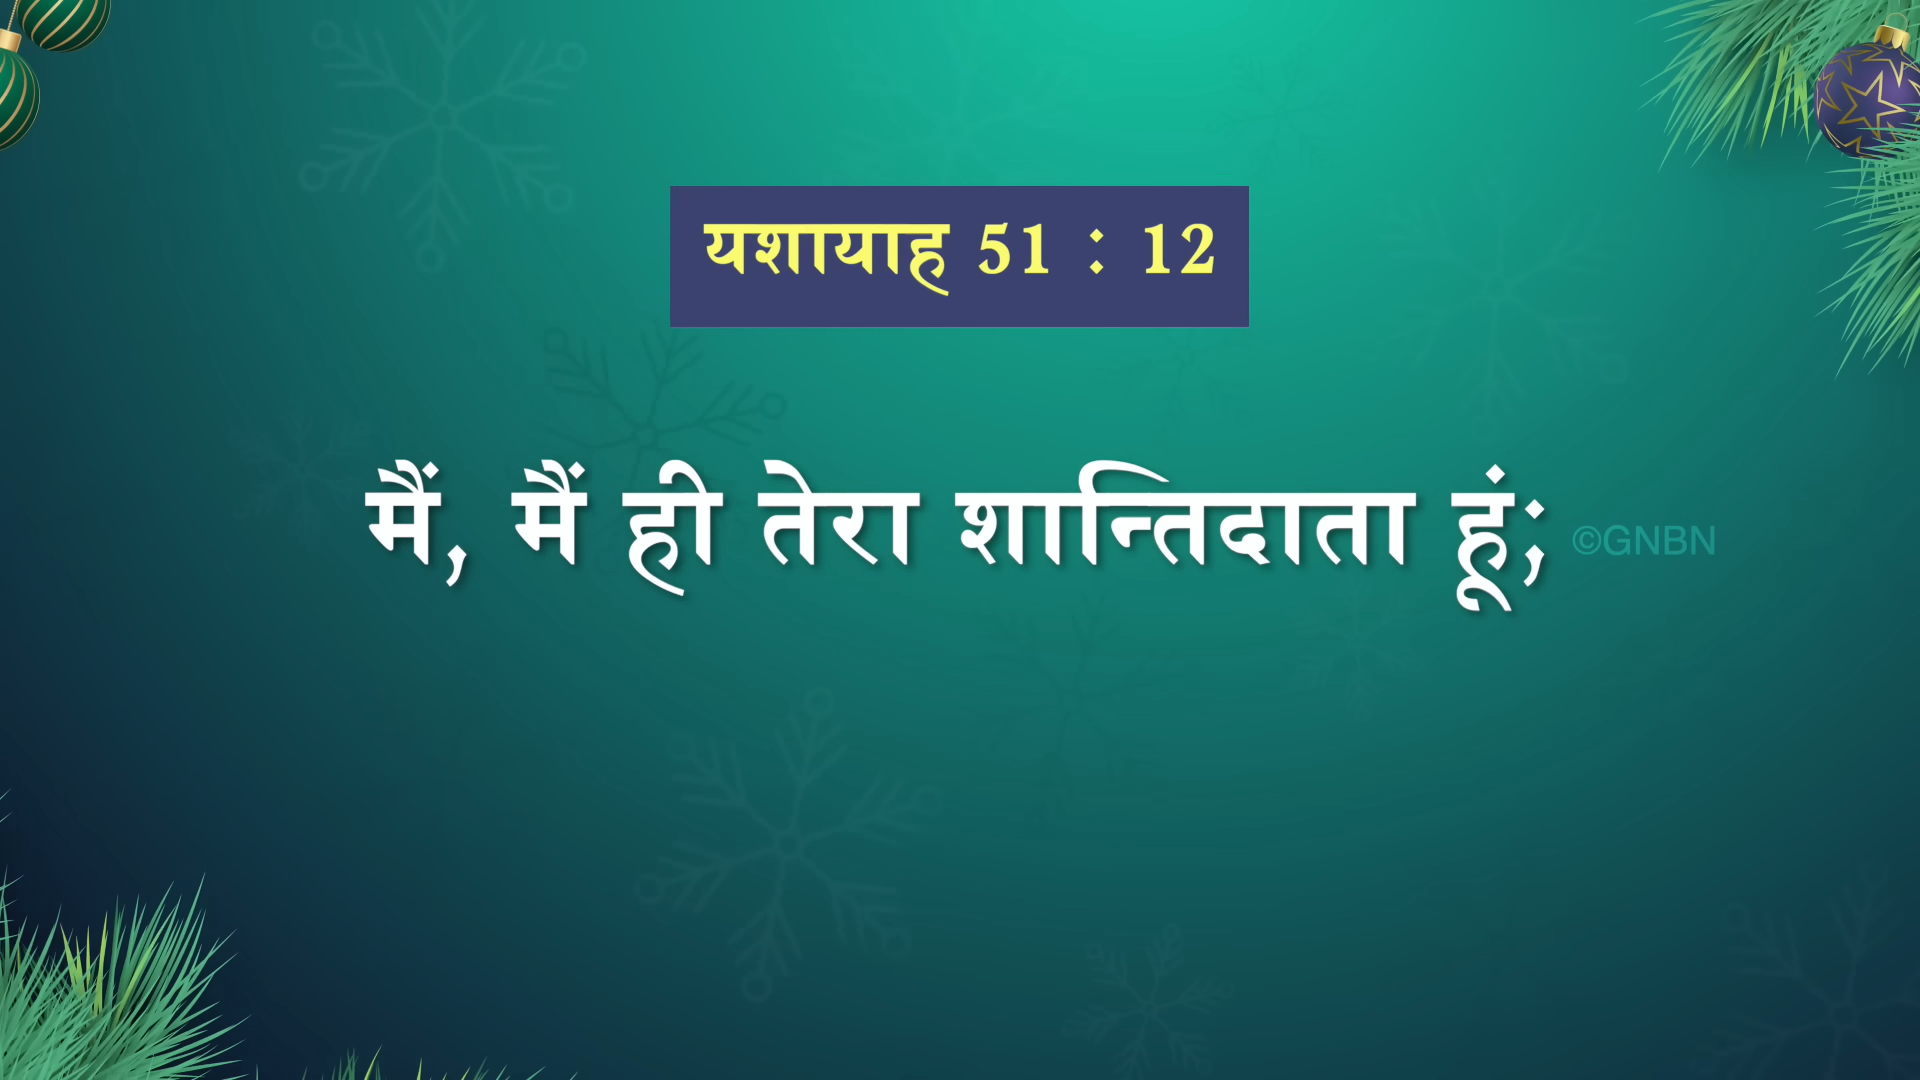 यशायाह 51 : 12
मैं, मैं ही तेरा शान्तिदाता हूं; ©GNBN